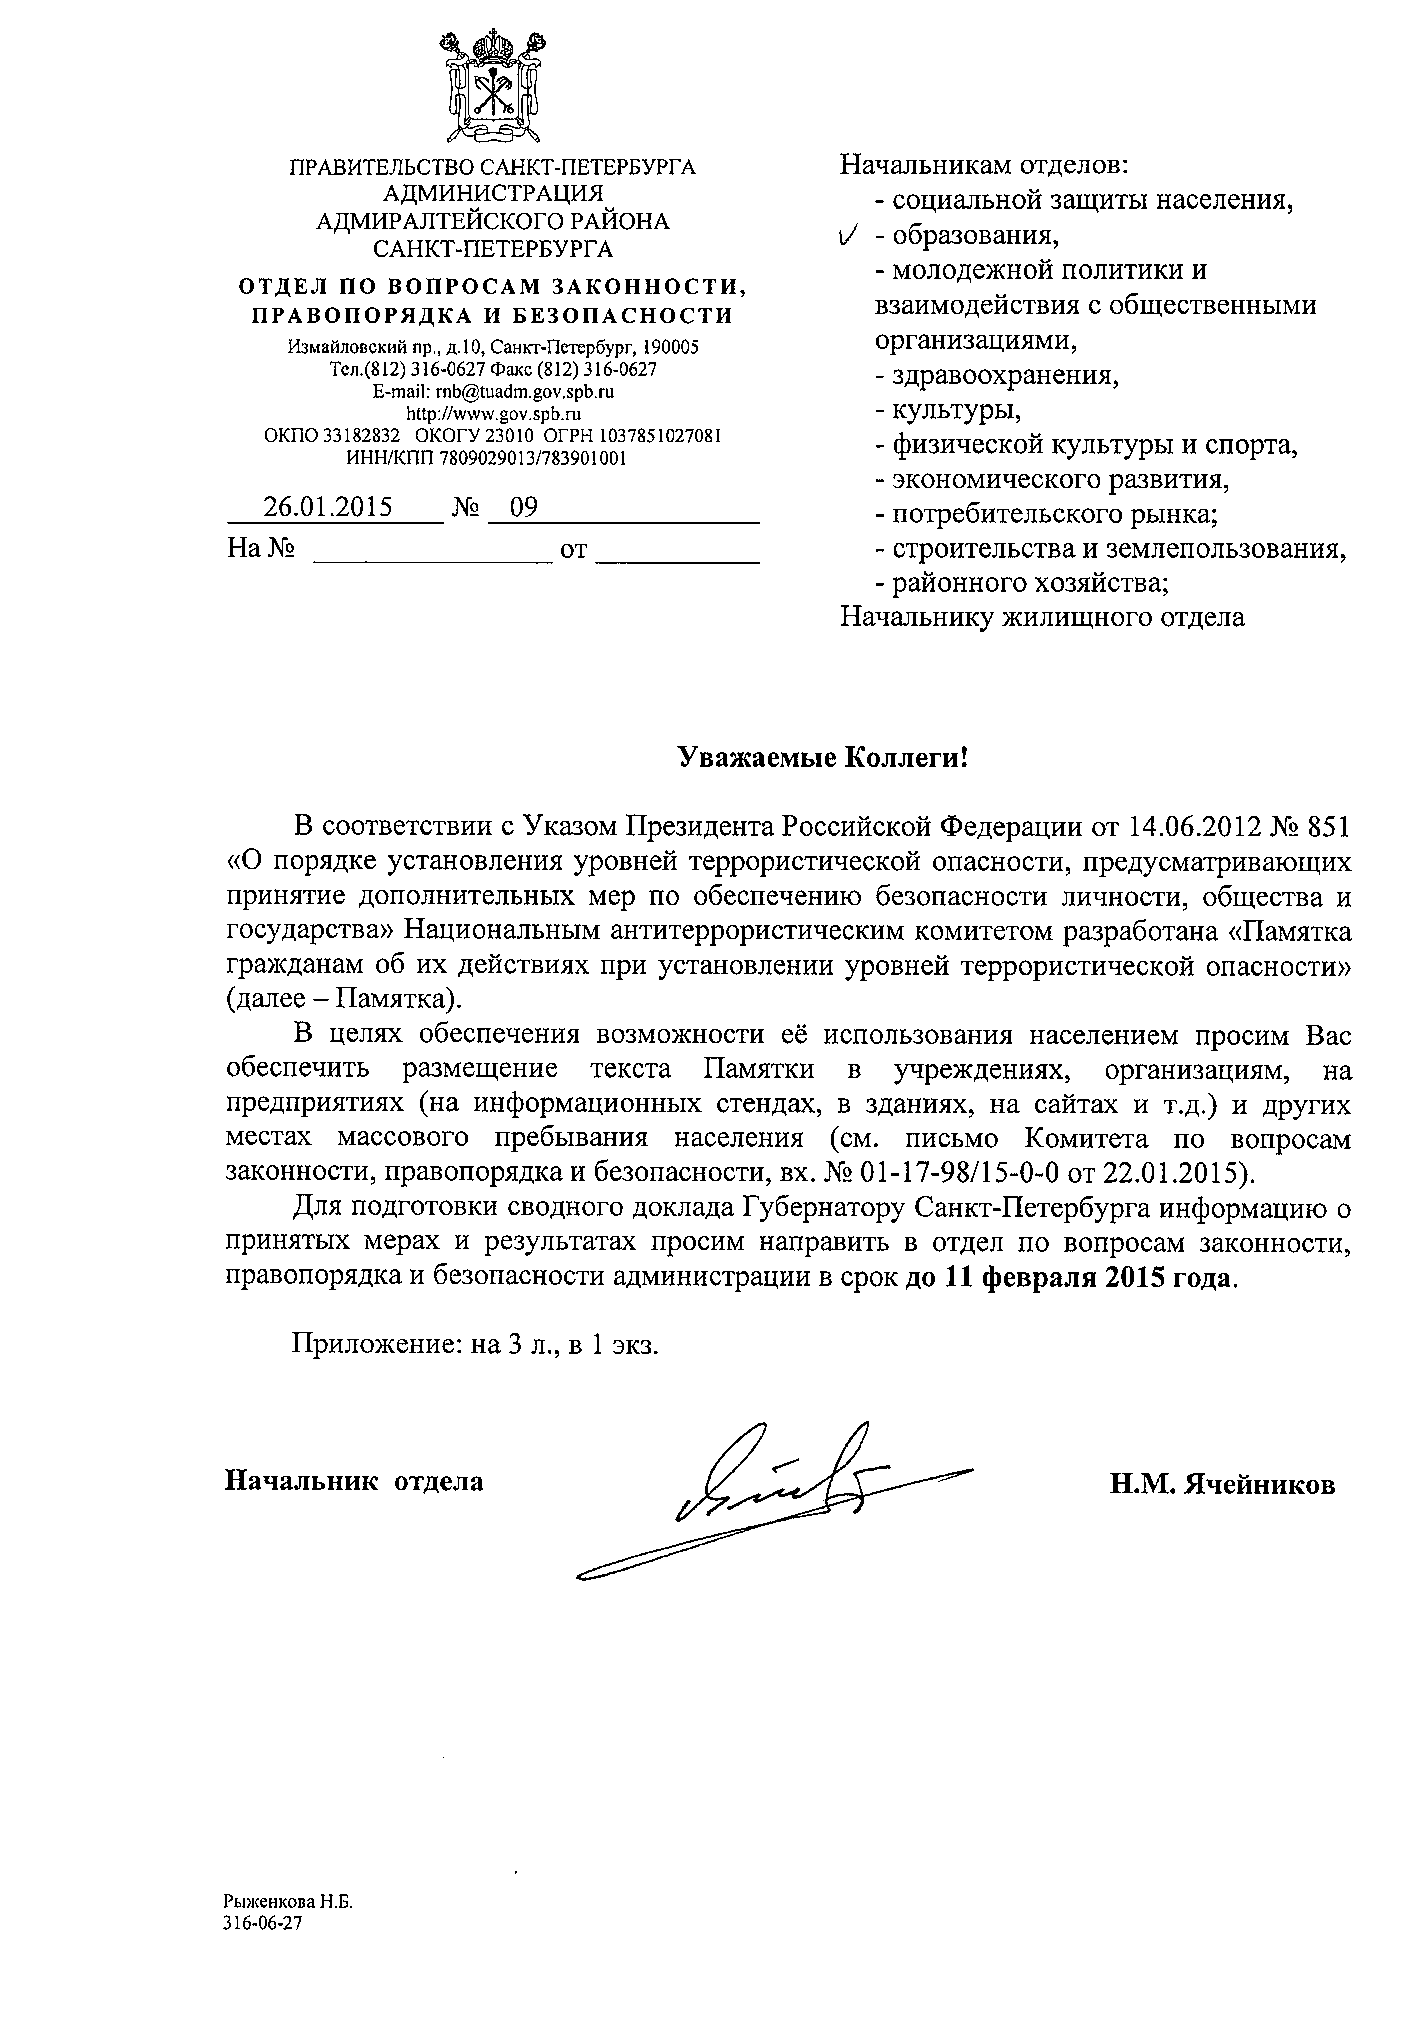 ПРАВИТЕЛЬСТВО САНКТ-ПЕТЕРБУРГА
АДМИНИСТРАЦИЯ
АДМИРАЛТЕЙСКОГО РАЙОНА
САНКТ-ПЕТЕРБУРГА
ОТДЕЛ ПО ВОПРОСАМ ЗАКОННОСТИ,
ПРАВОПОРЯДКА И БЕЗОПАСНОСТИ
Измайловский пр., д.10, Санкт-Петербург, 190005
Тел.(812) 316-0627 Факс (812) 316-0627
E-mail: rnb@tuadm.gov.spb.ru
http://www.gov.spb.ru
ОКПО 33182832 ОКОГУ 23010 ОГРН 1037851027081
ИНН/КПП 7809029013/783901001
26.01.2015 № 09
На № от
Начальникам отделов:
- социальной защиты населения,
- образования,
- молодежной политики и
взаимодействия с общественными
организациями,
- здравоохранения,
- культуры,
- физической культуры и спорта,
- экономического развития,
- потребительского рынка;
- строительства и землепользования,
- районного хозяйства;
Начальнику жилищного отдела
Уважаемые Коллеги!
В соответствии с Указом Президента Российской Федерации от 14.06.2012 № 851
«О порядке установления уровней террористической опасности, предусматривающих
принятие дополнительных мер по обеспечению безопасности личности, общества и
государства» Национальным антитеррористическим комитетом разработана «Памятка
гражданам об их действиях при установлении уровней террористической опасности»
(далее – Памятка).
В целях обеспечения возможности её использования населением просим Вас
обеспечить размещение текста Памятки в учреждениях, организациям, на
предприятиях (на информационных стендах, в зданиях, на сайтах и т.д.) и других
местах массового пребывания населения (см. письмо Комитета по вопросам
законности, правопорядка и безопасности, вх. № 01-17-98/15-0-0 от 22.01.2015).
Для подготовки сводного доклада Губернатору Санкт-Петербурга информацию о
принятых мерах и результатах просим направить в отдел по вопросам законности,
правопорядка и безопасности администрации в срок до 11 февраля 2015 года.
Приложение: на 3 л., в 1 экз.
Начальник отдела Н.М. Ячейников
Рыженкова Н.Б.
316-06-27